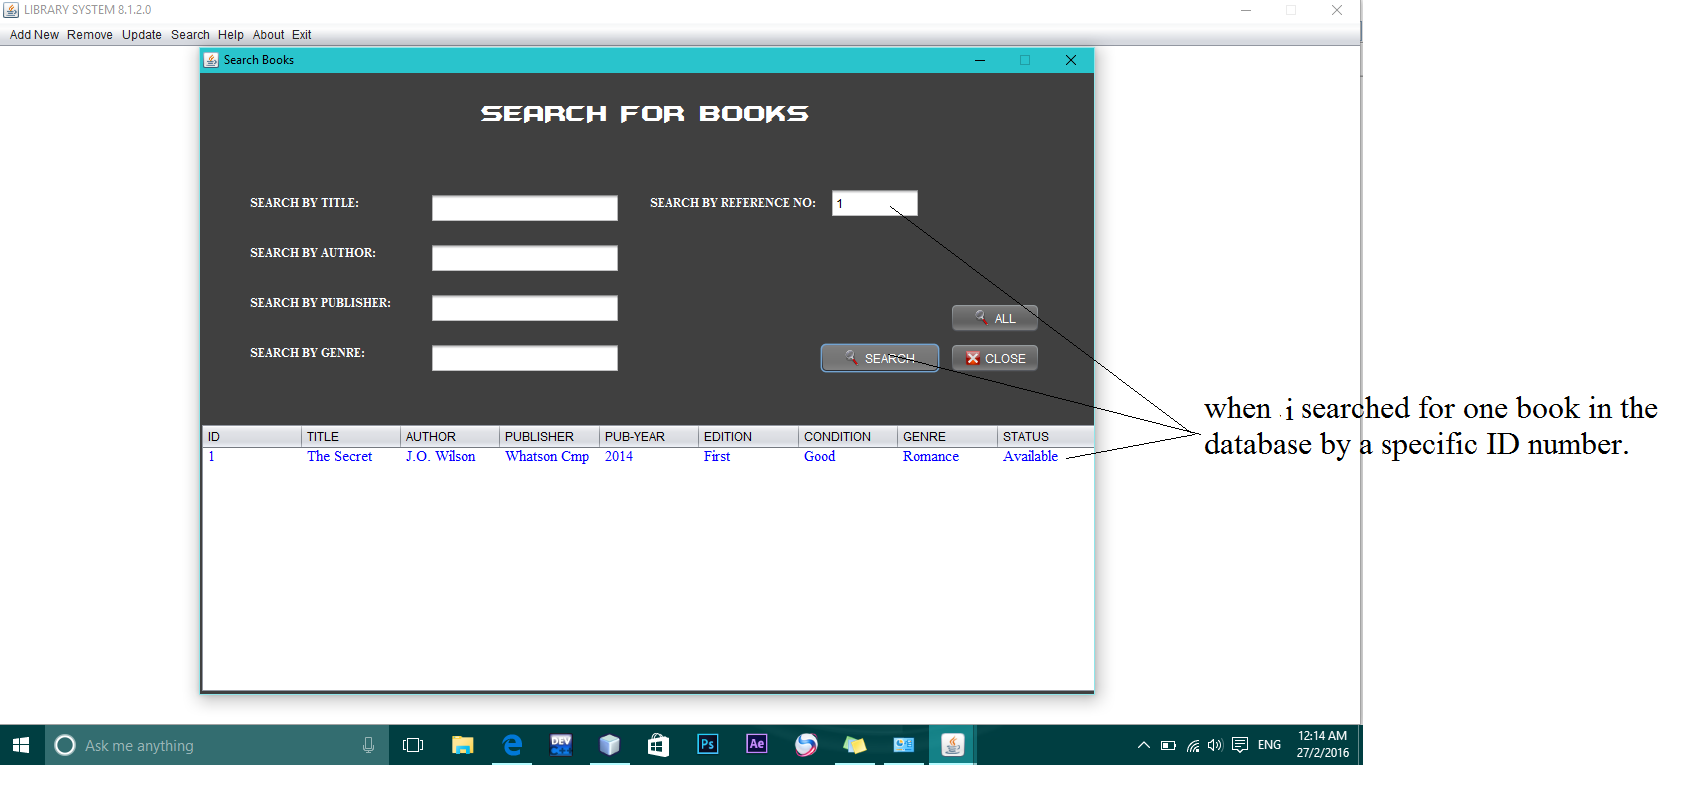 LIBRARY SYSTEM 8.1.2.0
Add New Remove Update Search Help About Exit
Search Books
SEARCH FOR BOOKS
SEARCH BY TITLE:
SEARCH BY REFERENCE NO: 1
SEARCH BY AUTHOR:
SEARCH BY PUBLISHER:
ALL
SEARCH BY GENRE:
SEARCH CLOSE
when i searched for one book in the
database by a specific ID number.
ID TITLE AUTHOR PUBLISHER PUB-YEAR EDITION CONDITION GENRE STATUS
1 The Secret J.O. Wilson Whatson Cmp 2014 First Good Romance Available
Ask me anything
DEV
C++
Ps
Ae
ENG
12:14 AM
27/2/2016